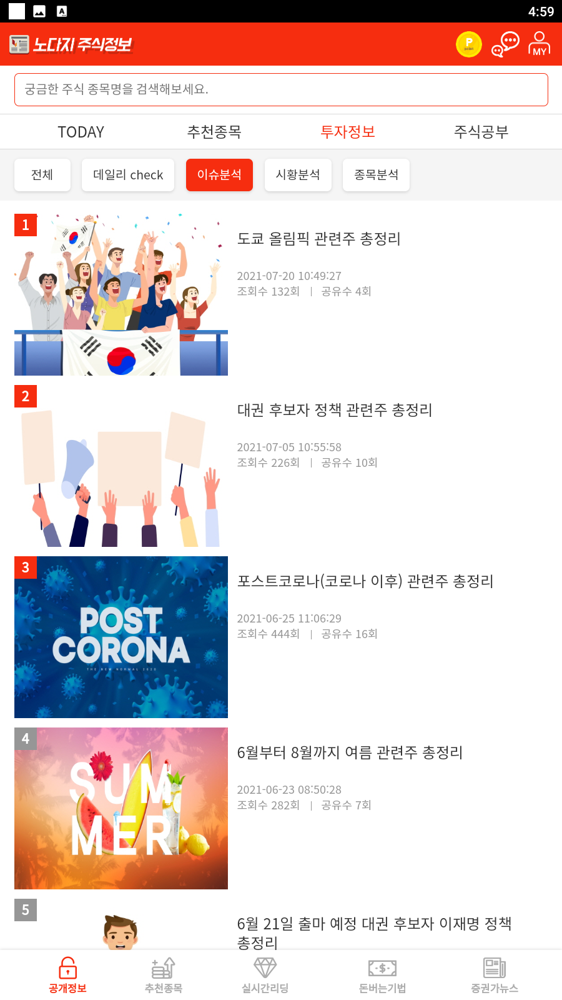 4:59
노다지 주식정보
P
point
MY
궁금한 주식 종목명을 검색해보세요.
TODAY 추천종목 투자정보 주식공부
전체 데일리 check 이슈분석 시황분석 종목분석
1
도쿄 올림픽 관련주 총정리
2021-07-20 10:49:27
조회수 132회 | 공유수 4회
2
대권 후보자 정책 관련주 총정리
2021-07-05 10:55:58
조회수 226회 | 공유수 10회
3
POST
CORONA
THE NEW NORMAL 2020
포스트코로나(코로나 이후) 관련주 총정리
2021-06-25 11:06:29
조회수 444회 | 공유수 16회
4
SUM
MER
6월부터 8월까지 여름 관련주 총정리
2021-06-23 08:50:28
조회수 282회 | 공유수 7회
5
6월 21일 출마 예정 대권 후보자 이재명 정책
총정리
공개정보 추천종목 실시간리딩 돈버는기법 증권가뉴스